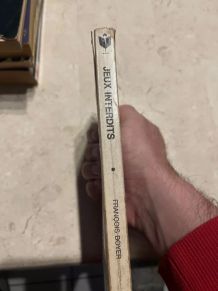 JEUX INTERDITS
FRANÇOIS BOYER